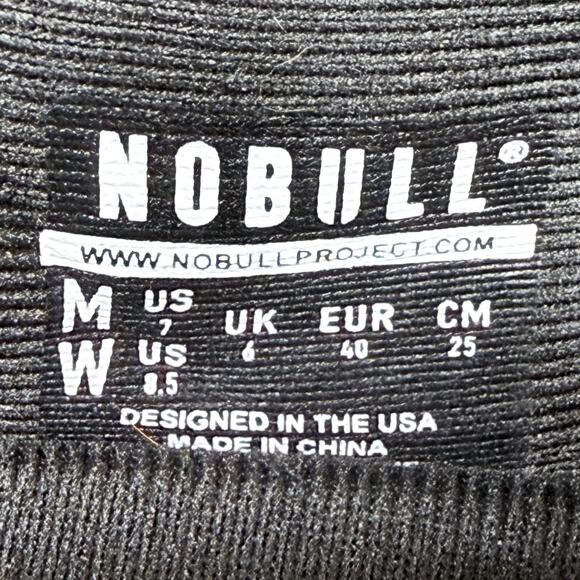 NOBULL®
WWW.NOBULLPROJECT.COM
M US 7 UK 6 EUR 40 CM 25
W US 8.5
DESIGNED IN THE USA
MADE IN CHINA